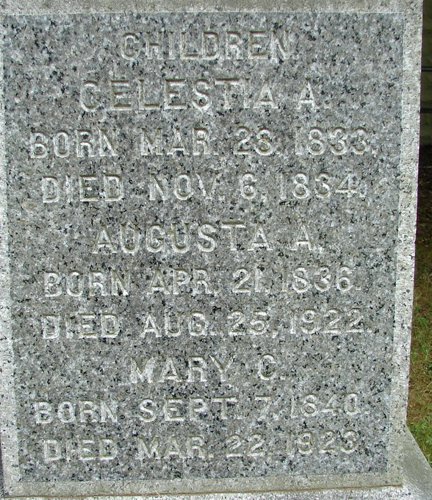 CHILDREN
CELESTIA A.
BORN MAR. 28, 1833.
DIED NOV. 6, 1834.
AUGUSTA A.
BORN APR. 21, 1836.
DIED AUG. 25, 1922.
MARY C.
BORN SEPT. 7, 1840.
DIED MAR. 22, 1923.